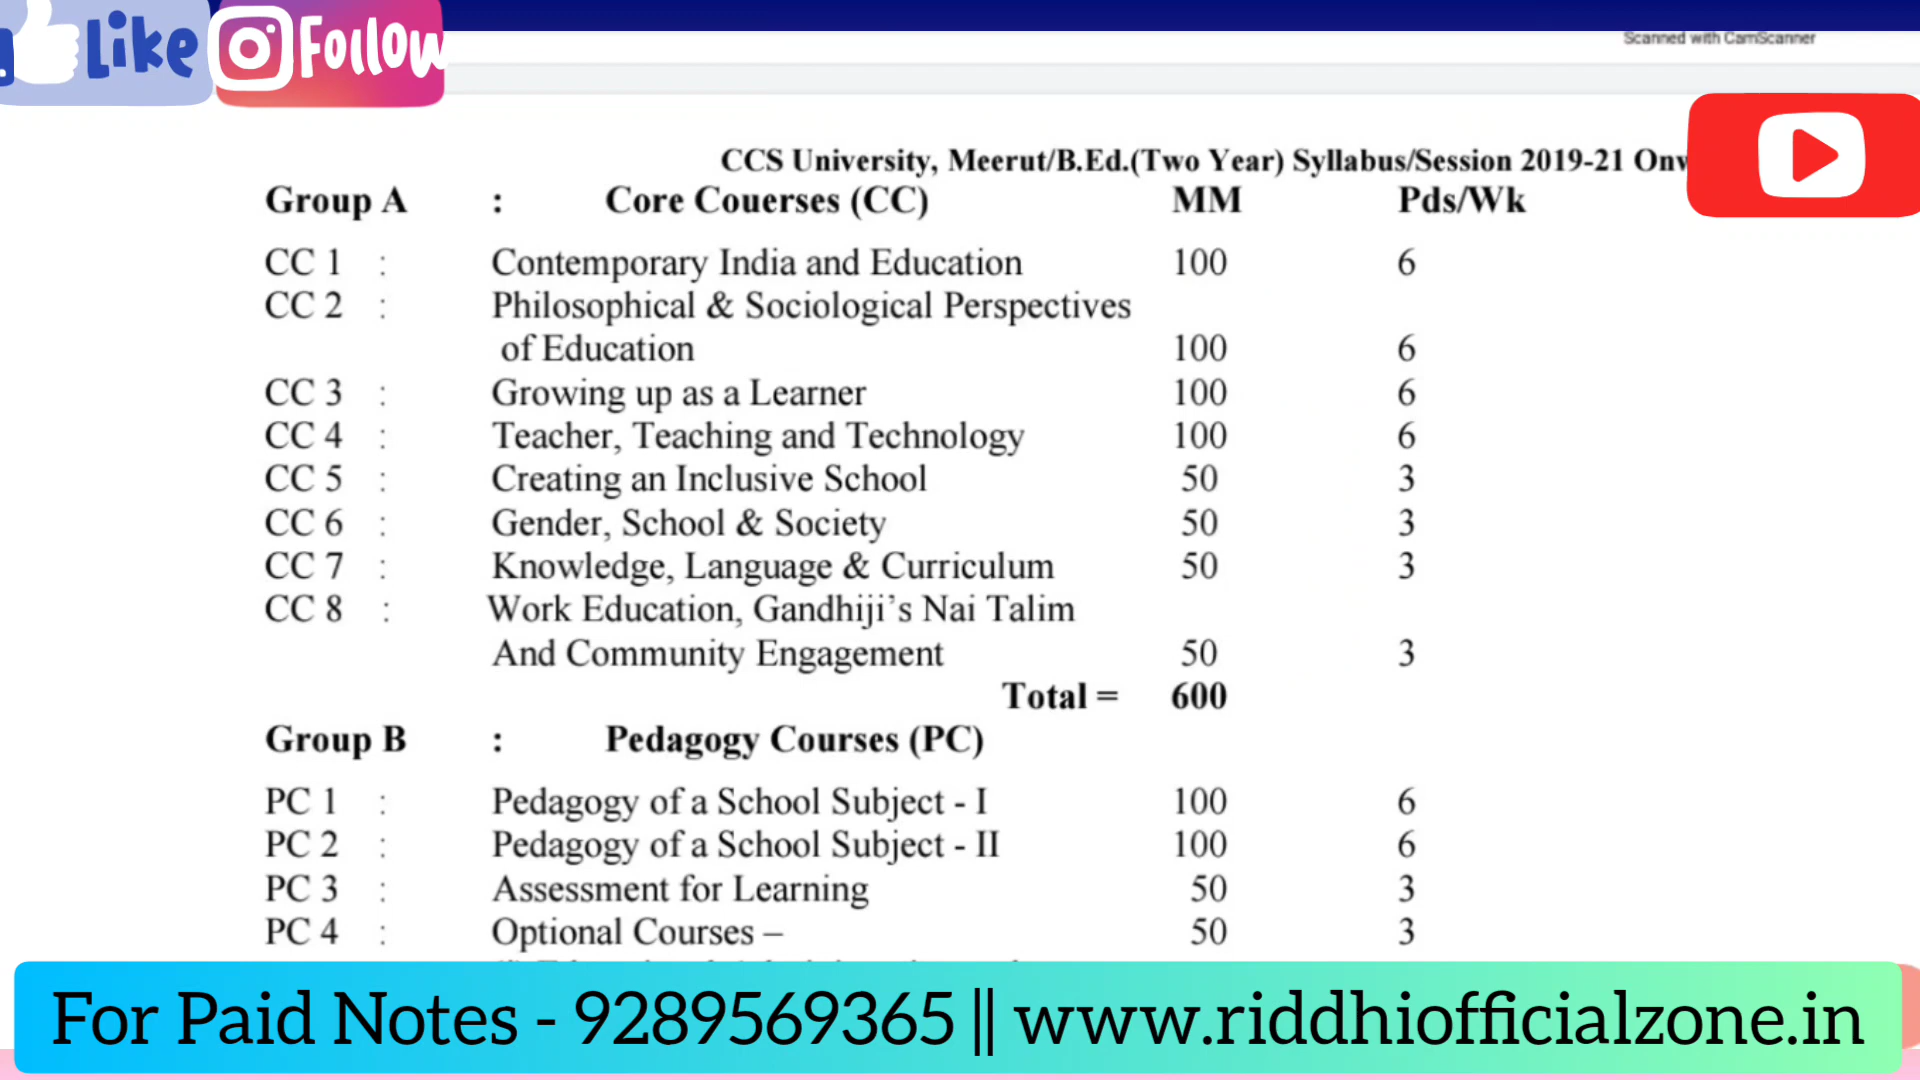 Like Follow
Scanned with CamScanner
CCS University, Meerut/B.Ed.(Two Year) Syllabus/Session 2019-21
Group A : Core Couerses (CC) MM Pds/Wk
CC 1 : Contemporary India and Education 100 6
CC 2 : Philosophical & Sociological Perspectives
of Education 100 6
CC 3 : Growing up as a Learner 100 6
CC 4 : Teacher, Teaching and Technology 100 6
CC 5 : Creating an Inclusive School 50 3
CC 6 : Gender, School & Society 50 3
CC 7 : Knowledge, Language & Curriculum 50 3
CC 8 : Work Education, Gandhiji’s Nai Talim
And Community Engagement 50 3
Total = 600
Group B : Pedagogy Courses (PC)
PC 1 : Pedagogy of a School Subject - I 100 6
PC 2 : Pedagogy of a School Subject - II 100 6
PC 3 : Assessment for Learning 50 3
PC 4 : Optional Courses – 50 3
For Paid Notes - 9289569365 || www.riddhiofficialzone.in